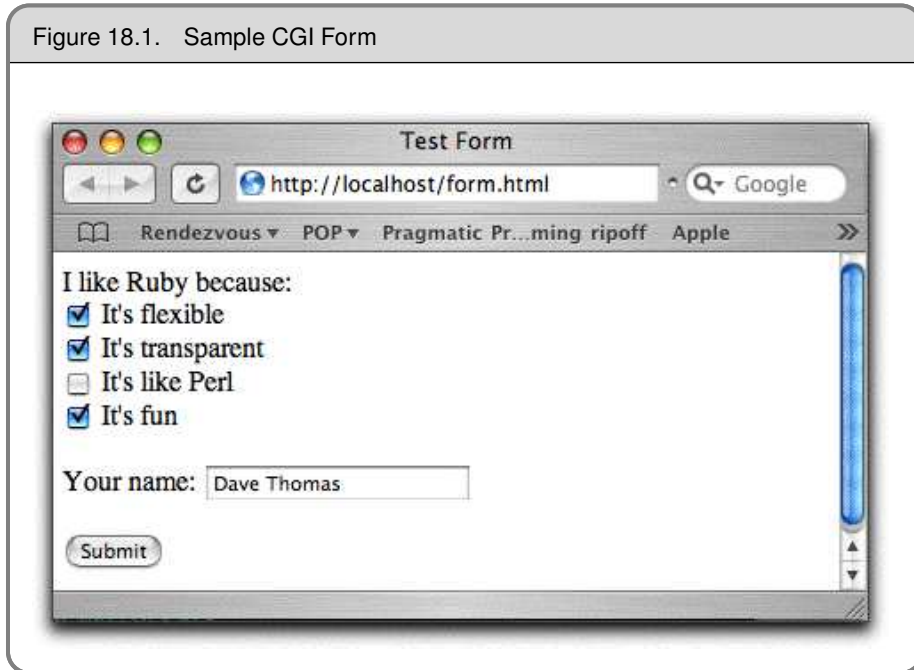 Figure 18.1. Sample CGI Form
Test Form
http://localhost/form.html
Google
Rendezvous POP Pragmatic Pr...ming ripoff Apple
I like Ruby because:
It's flexible
It's transparent
It's like Perl
It's fun
Your name: Dave Thomas
Submit